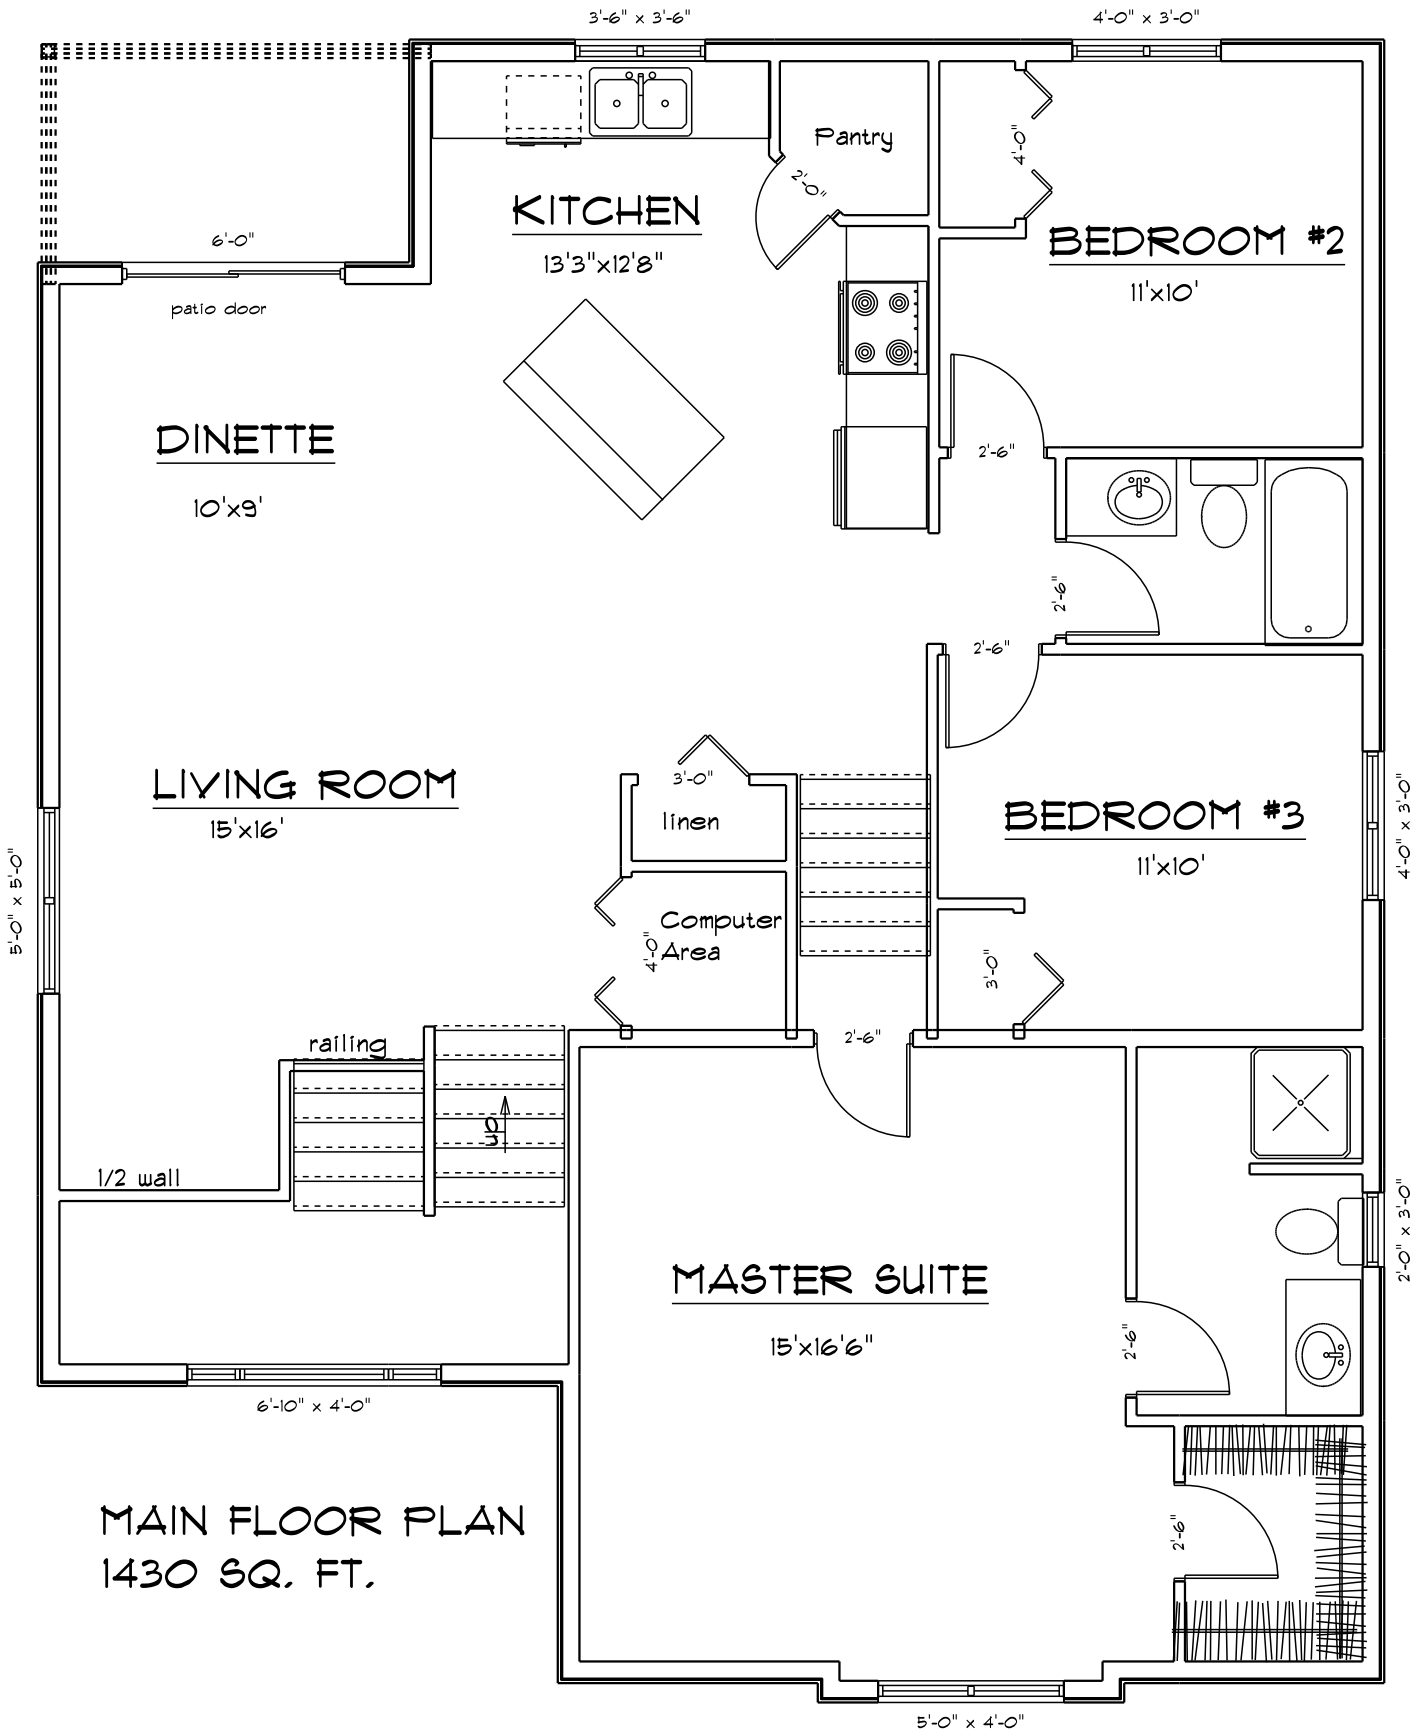 3'-6" x 3'-6"
4'-0" x 3'-0"
Pantry
4'-0"
2'-0"
KITCHEN
13'3"x12'8"
6'-0"
patio door
BEDROOM #2
11'x10'
DINETTE
10'x9'
2'-6"
2'-6"
2'-6"
LIVING ROOM
15'x16'
3'-0"
linen
BEDROOM #3
11'x10'
4'-0" x 3'-0"
5'-0" x 5'-0"
Computer
Area
4'-0"
3'-0"
railing
2'-6"
up
1/2 wall
2'-0" x 3'-0"
MASTER SUITE
15'x16'6"
2'-6"
6'-10" x 4'-0"
MAIN FLOOR PLAN
1430 SQ. FT.
2'-6"
5'-0" x 4'-0"